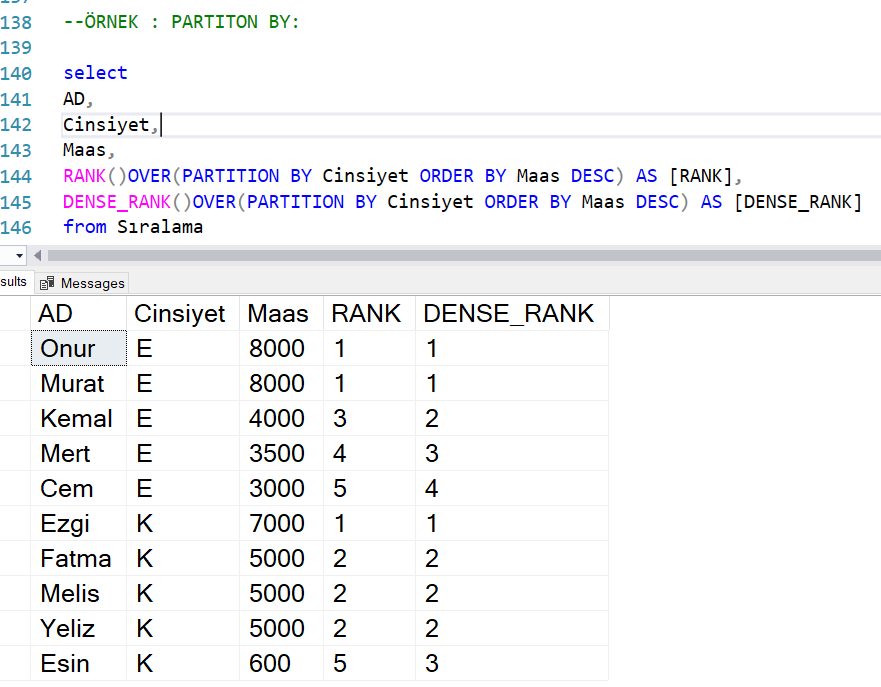 138 --ÖRNEK : PARTITON BY:
139
140 select
141 AD,
142 Cinsiyet,
143 Maas,
144 RANK()OVER(PARTITION BY Cinsiyet ORDER BY Maas DESC) AS [RANK],
145 DENSE_RANK()OVER(PARTITION BY Cinsiyet ORDER BY Maas DESC) AS [DENSE_RANK]
146 from Sıralama
sults Messages
AD Cinsiyet Maas RANK DENSE_RANK
Onur E 8000 1 1
Murat E 8000 1 1
Kemal E 4000 3 2
Mert E 3500 4 3
Cem E 3000 5 4
Ezgi K 7000 1 1
Fatma K 5000 2 2
Melis K 5000 2 2
Yeliz K 5000 2 2
Esin K 600 5 3